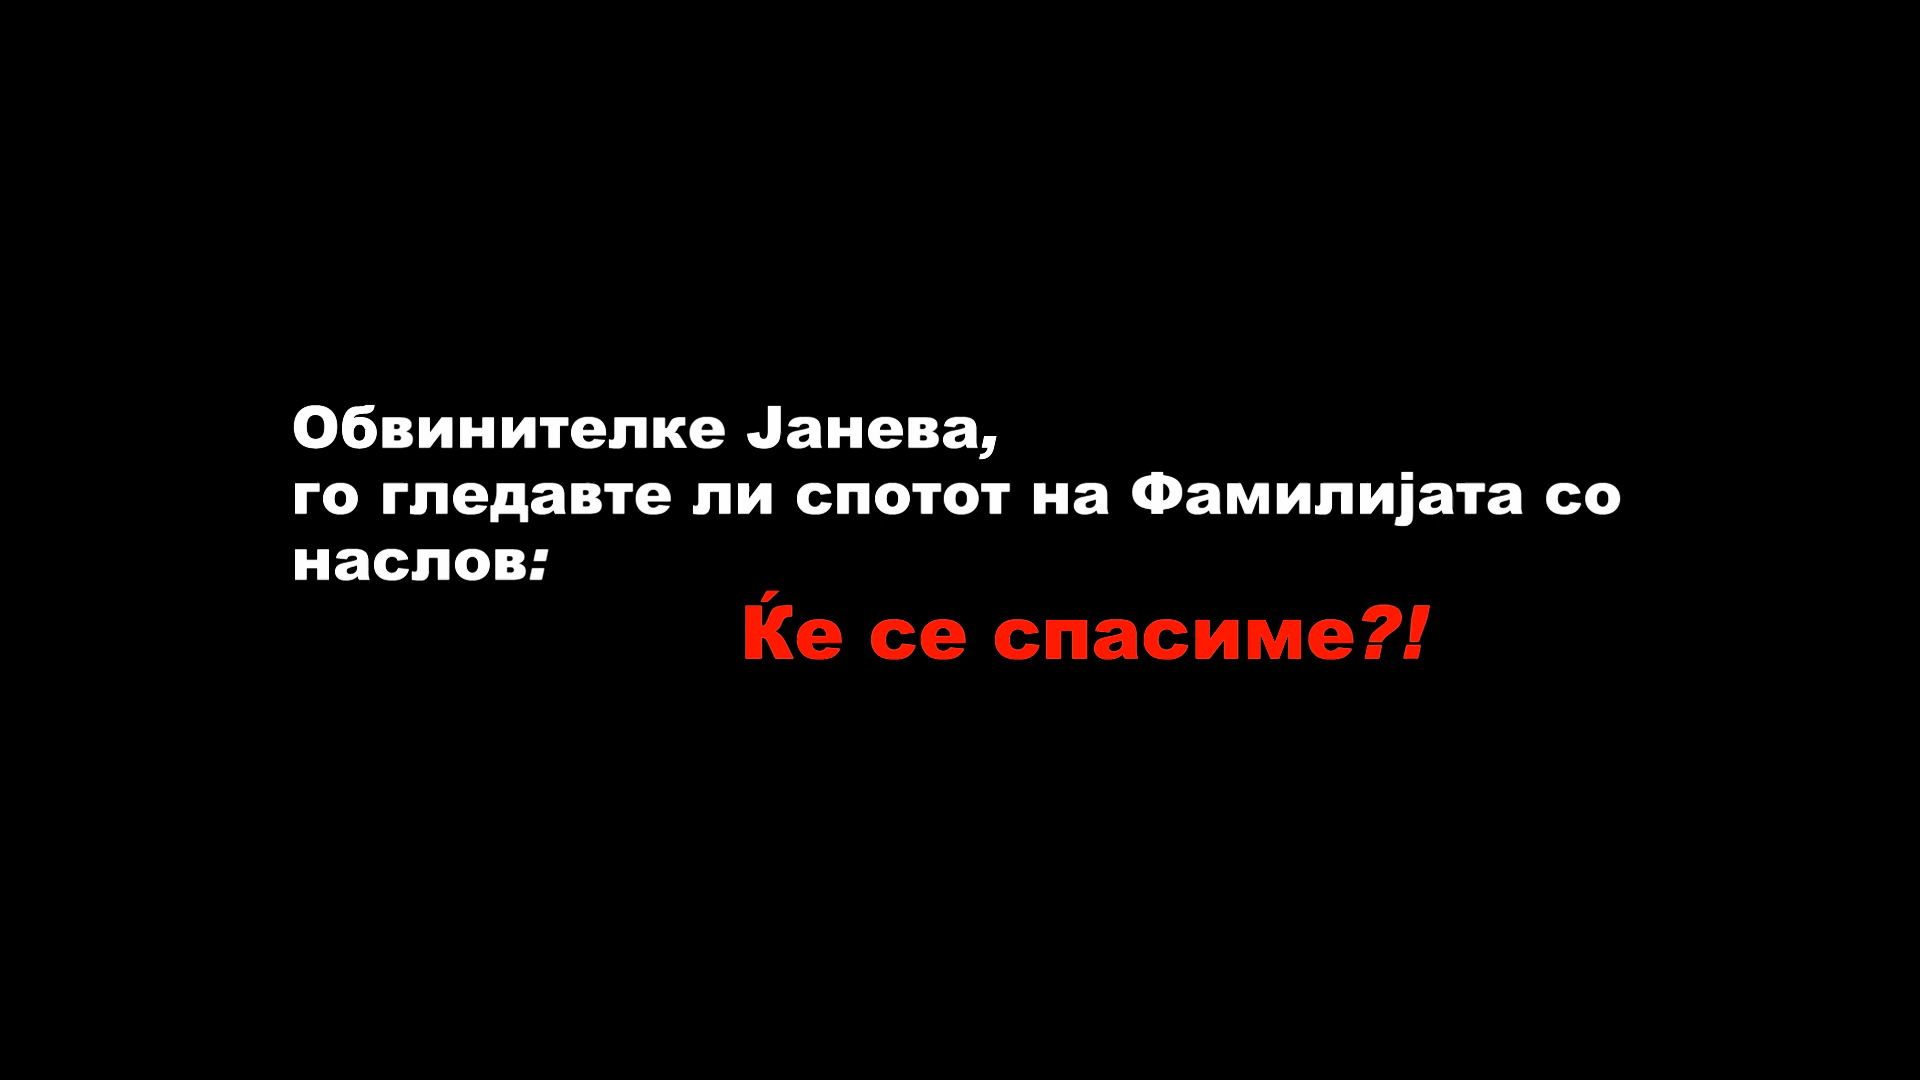 Обвинителке Јанева,
го гледавте ли спотот на Фамилијата со
наслов:
Ќе се спасиме?!